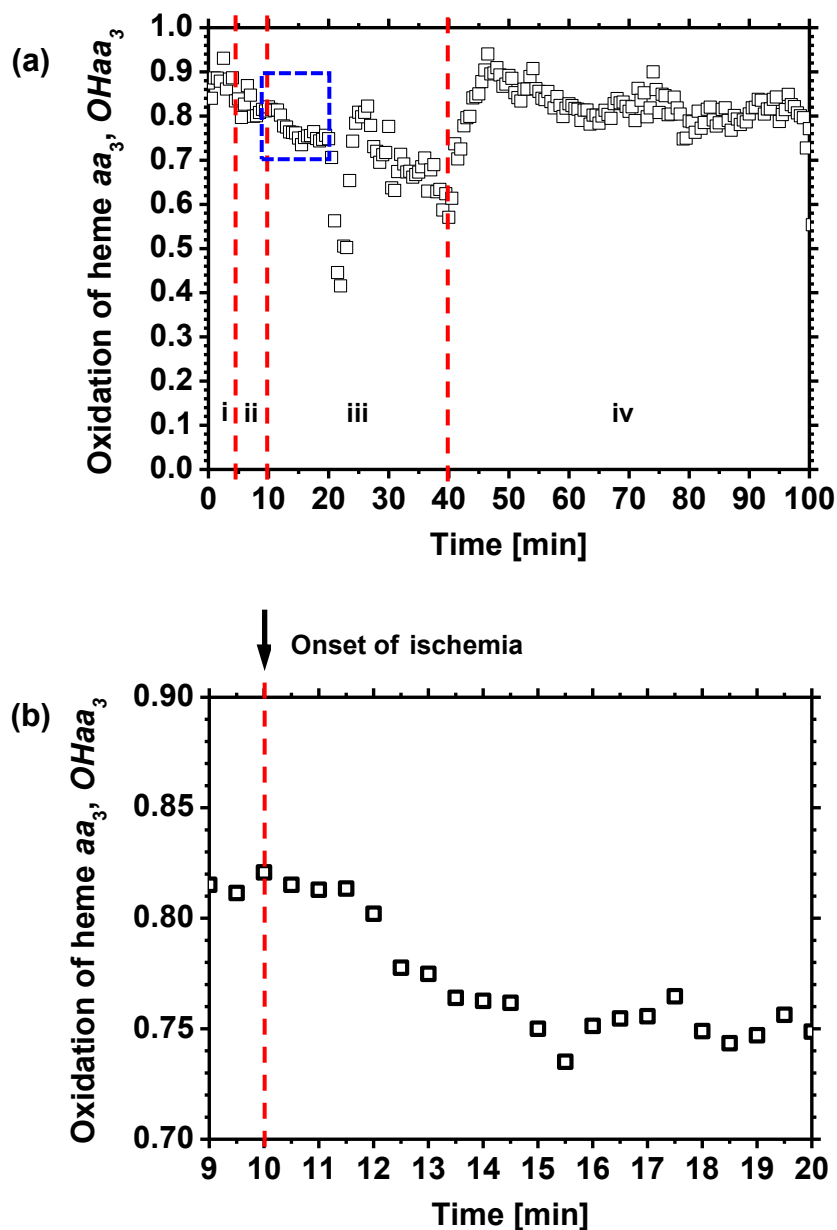 (a)
Oxidation of heme aa3, OHaa3
1.0
0.9
0.8
0.7
0.6
0.5
0.4
0.3
0.2
0.1
0.0
i
ii
iii
iv
0 10 20 30 40 50 60 70 80 90 100
Time [min]
Onset of ischemia
(b)
Oxidation of heme aa3, OHaa3
0.90
0.85
0.80
0.75
0.70
9 10 11 12 13 14 15 16 17 18 19 20
Time [min]